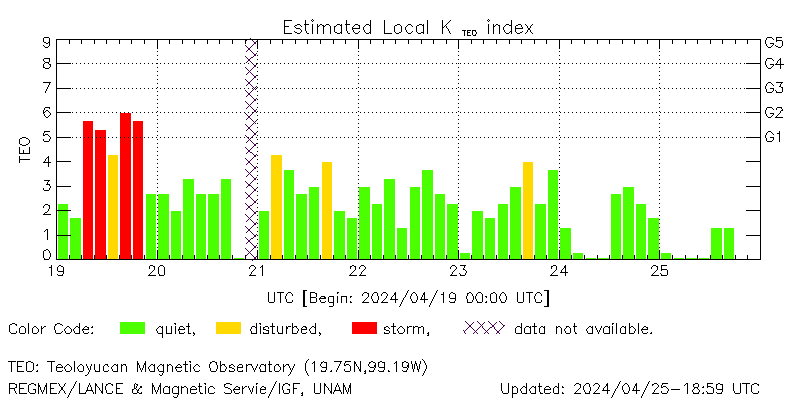 Estimated Local K TEO index
9 G5
8 G4
7 G3
6 G2
5 G1
4
3
2
1
0
TEO
19 20 21 22 23 24 25
UTC [Begin: 2024/04/19 00:00 UTC]
Color Code: quiet, disturbed, storm, data not available.
TEO: Teoloyucan Magnetic Observatory (19.75N,99.19W)
REGMEX/LANCE & Magnetic Servie/IGF, UNAM Updated: 2024/04/25-18:59 UTC